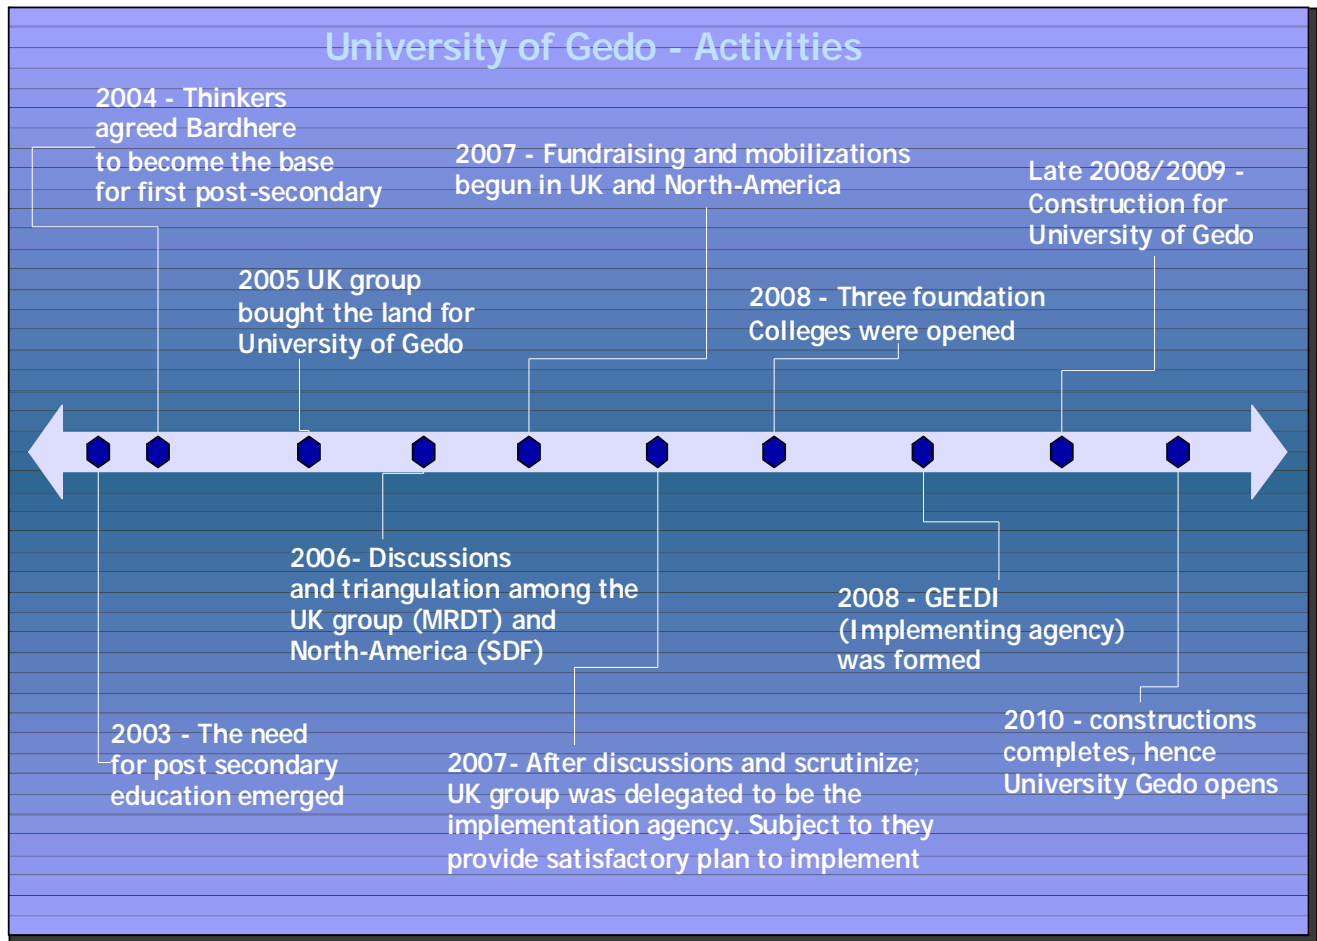 University of Gedo - Activities
2004 - Thinkers
agreed Bardhere
to become the base
for first post-secondary
2007 - Fundraising and mobilizations
begun in UK and North-America
Late 2008/2009 -
Construction for
University of Gedo
2005 UK group
bought the land for
University of Gedo
2008 - Three foundation
Colleges were opened
2006- Discussions
and triangulation among the
UK group (MRDT) and
North-America (SDF)
2008 - GEEDI
(Implementing agency)
was formed
2003 - The need
for post secondary
education emerged
2007- After discussions and scrutinize;
UK group was delegated to be the
implementation agency. Subject to they
provide satisfactory plan to implement
2010 - constructions
completes, hence
University Gedo opens